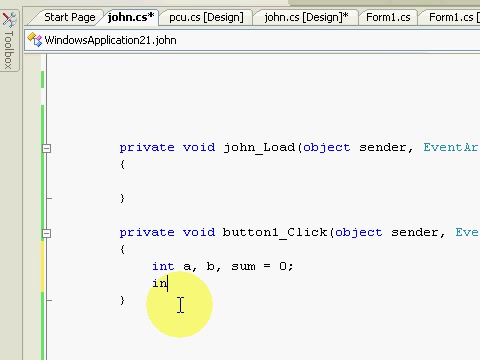 Start Page
john.cs*
pcu.cs [Design]
john.cs [Design]*
Form1.cs
Form1.cs [
Toolbox
WindowsApplication21.john
private void john_Load(object sender, EventAr
{
}
private void button1_Click(object sender, Eve
{
int a, b, sum = 0;
in
}